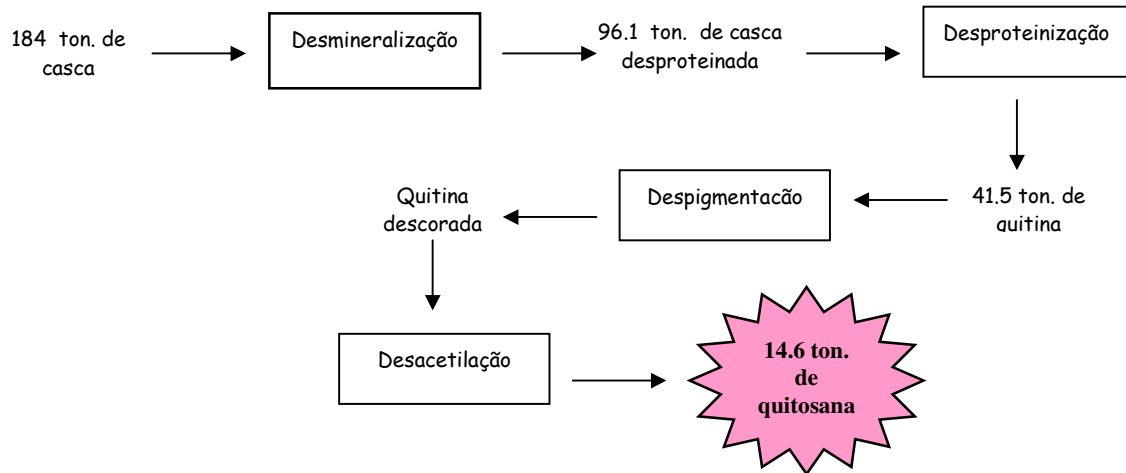 184 ton. de
casca
Desmineralização
96.1 ton. de casca
desproteinada
Desproteinização
41.5 ton. de
quitina
Despigmentacão
Quitina
descorada
Desacetilação
14.6 ton.
de
quitosana